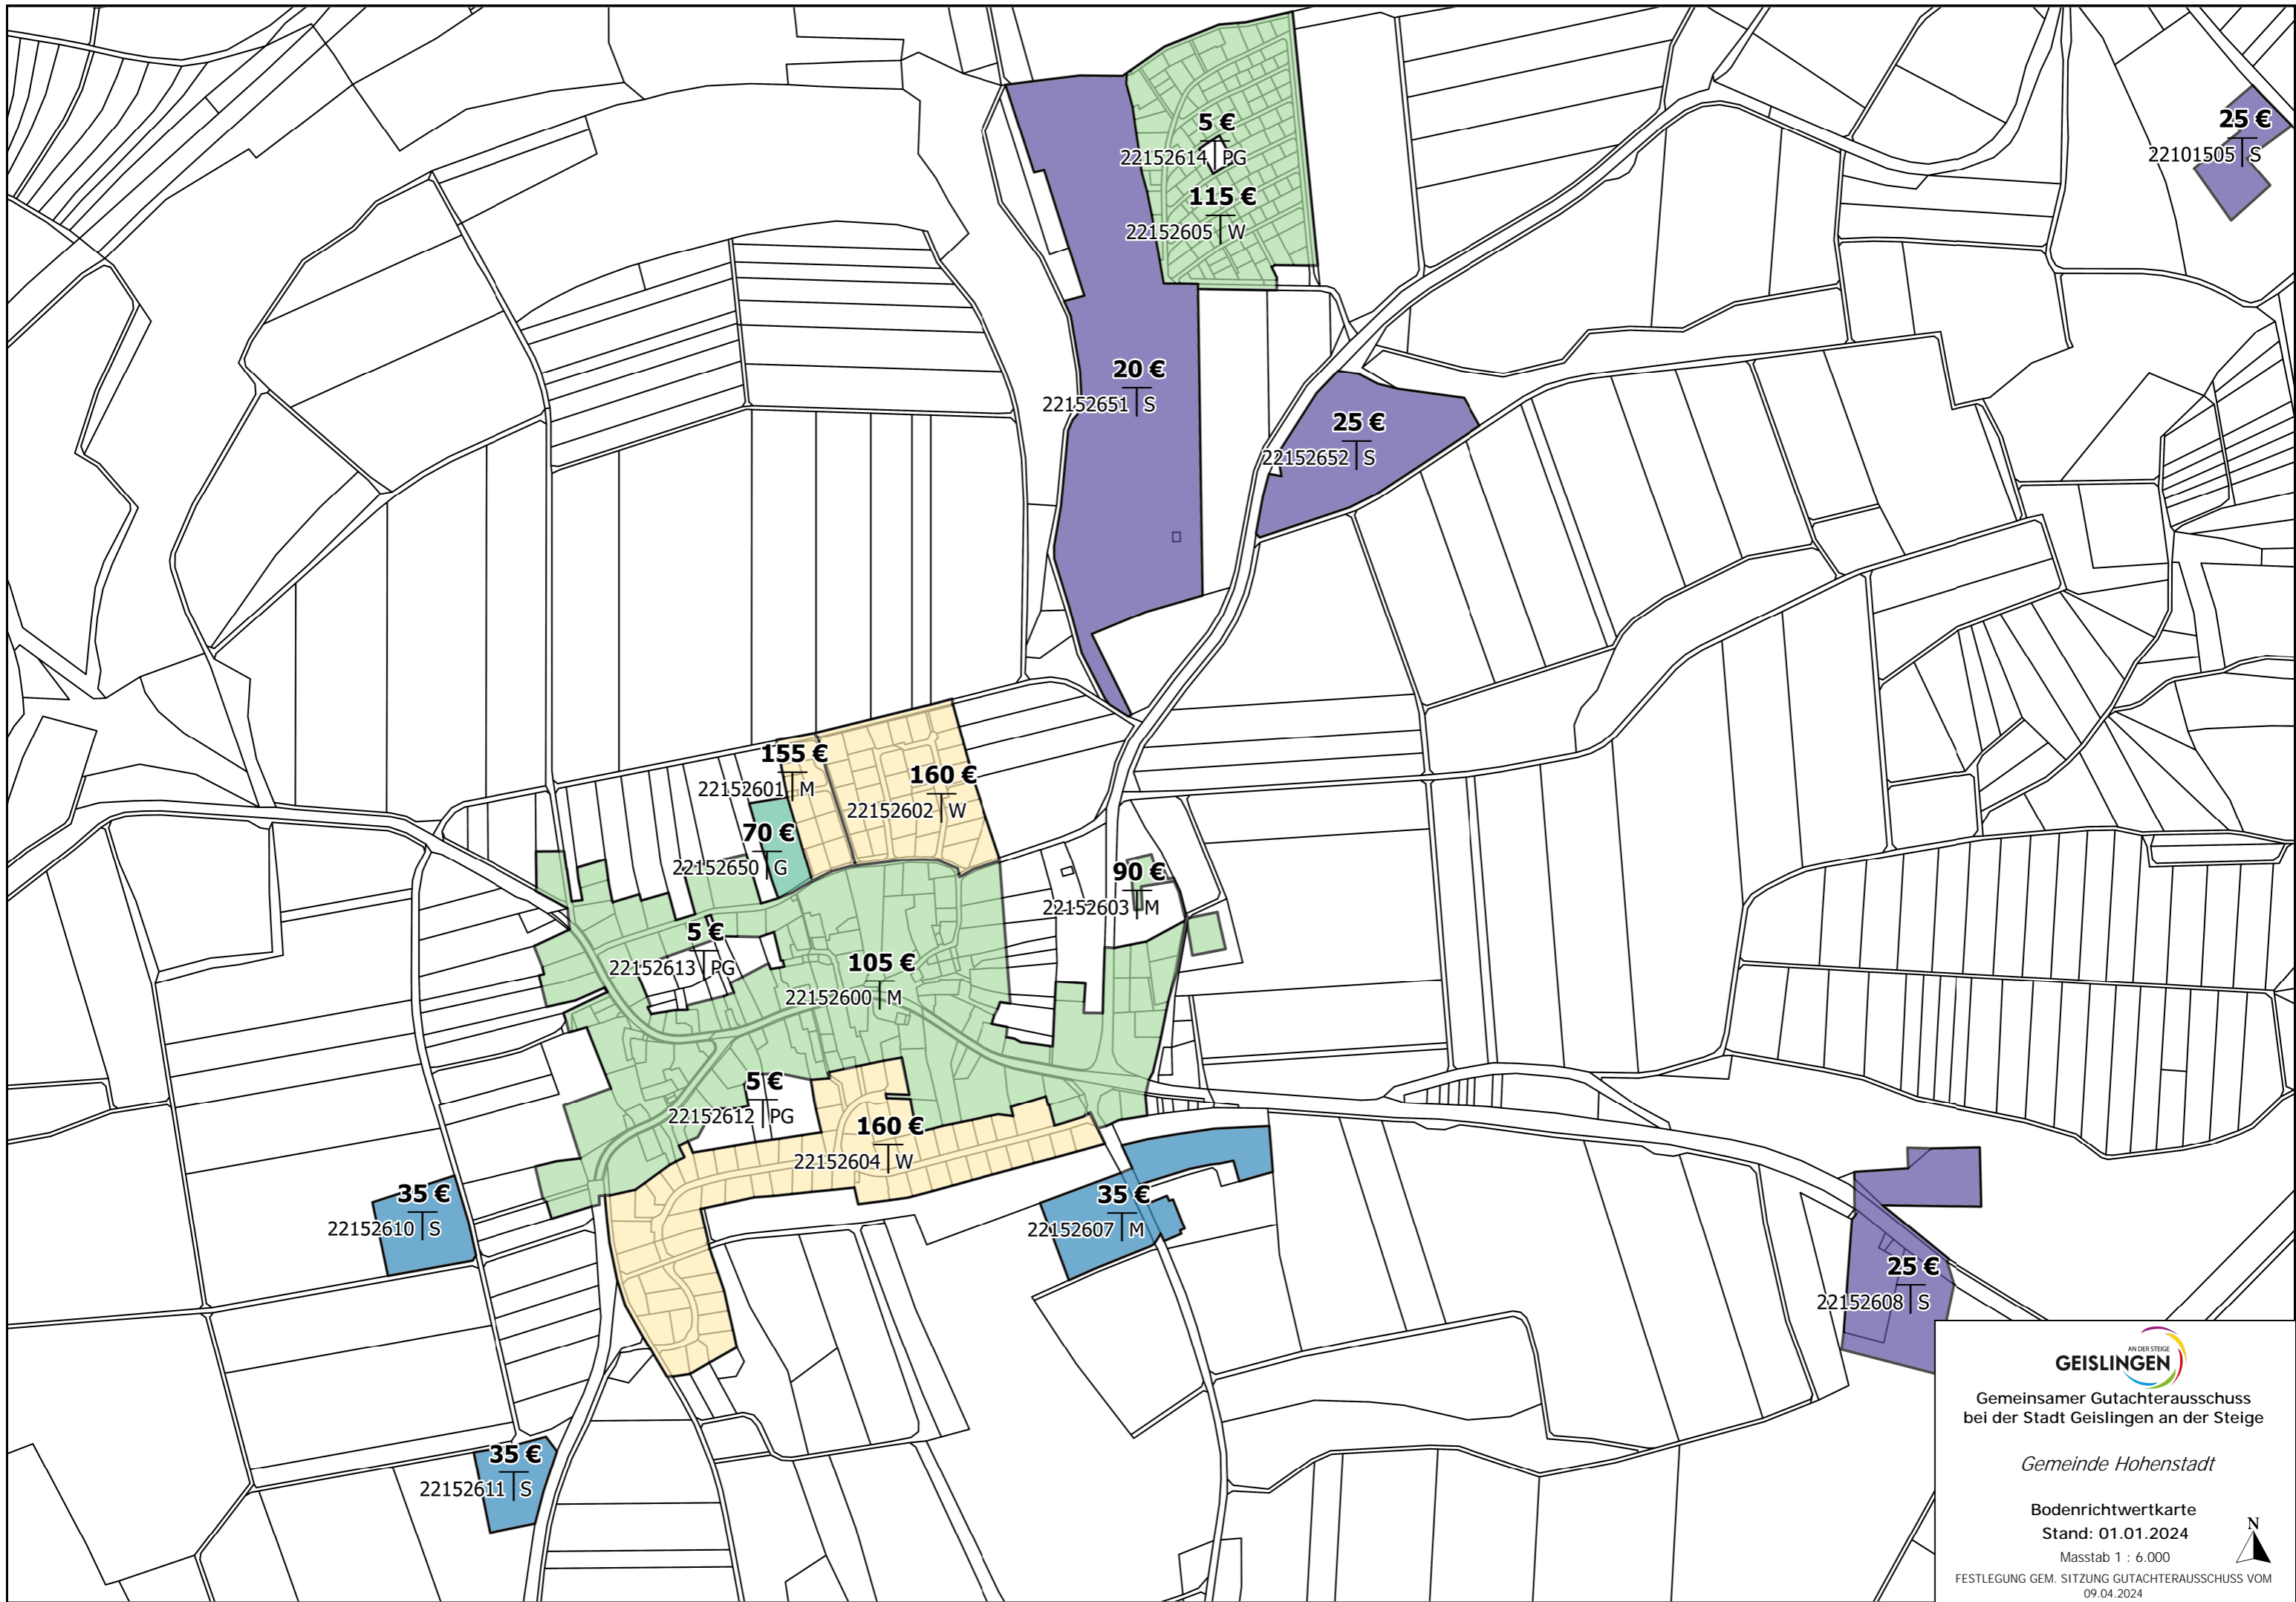 5 €
22152614 PG
115 €
22152605 W
25 €
22101505 S
20 €
22152651 S
25 €
22152652 S
155 €
22152601 M
160 €
22152602 W
70 €
22152650 G
90 €
22152603 M
5 €
22152613 PG
105 €
22152600 M
5 €
22152612 PG
160 €
22152604 W
35 €
22152610 S
35 €
22152607 M
25 €
22152608 S
35 €
22152611 S
AN DER STEIGE
GEISLINGEN
Gemeinsamer Gutachterausschuss
bei der Stadt Geislingen an der Steige
Gemeinde Hohenstadt
Bodenrichtwertkarte
Stand: 01.01.2024
Masstab 1 : 6.000
N
FESTLEGUNG GEM. SITZUNG GUTACHTERAUSSCHUSS VOM
09.04.2024